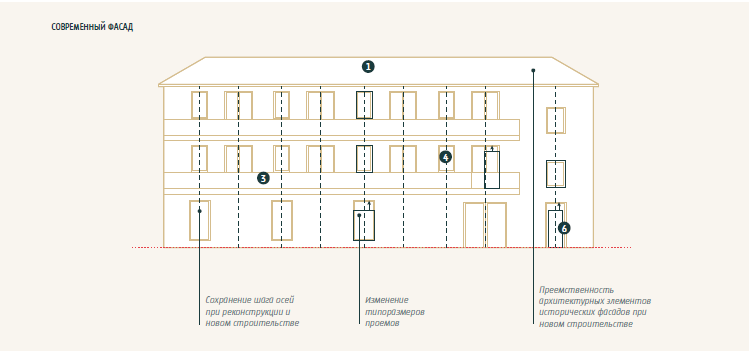 СОВРЕМЕННЫЙ ФАСАД
1
4
3
6
Сохранение шага осей
при реконструкции и
новом строительстве
Изменение
типоразмеров
проемов
Преемственность
архитектурных элементов
исторических фасадов при
новом строительстве